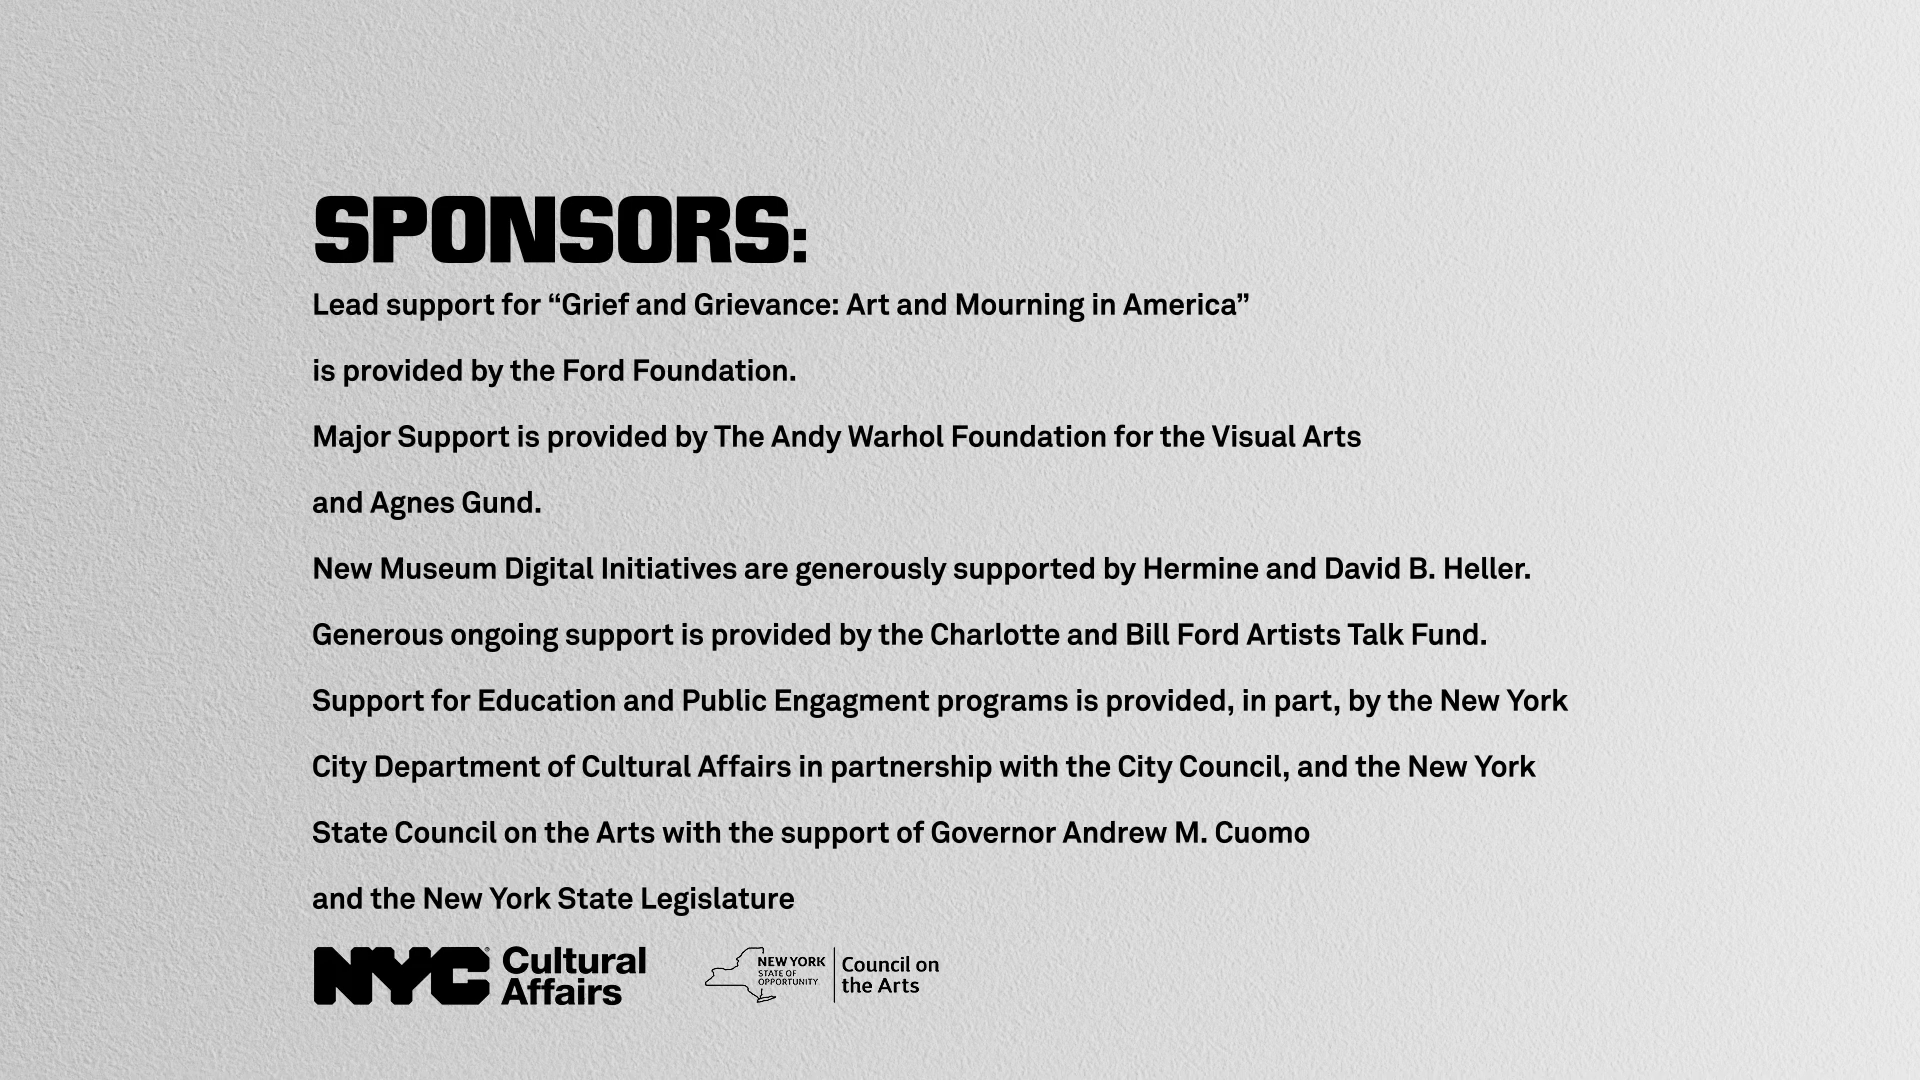 SPONSORS:
Lead support for “Grief and Grievance: Art and Mourning in America”
is provided by the Ford Foundation.
Major Support is provided by The Andy Warhol Foundation for the Visual Arts
and Agnes Gund.
New Museum Digital Initiatives are generously supported by Hermine and David B. Heller.
Generous ongoing support is provided by the Charlotte and Bill Ford Artists Talk Fund.
Support for Education and Public Engagment programs is provided, in part, by the New York
City Department of Cultural Affairs in partnership with the City Council, and the New York
State Council on the Arts with the support of Governor Andrew M. Cuomo
and the New York State Legislature
NYC® Cultural
Affairs
NEW YORK
STATE OF
OPPORTUNITY
Council on
the Arts